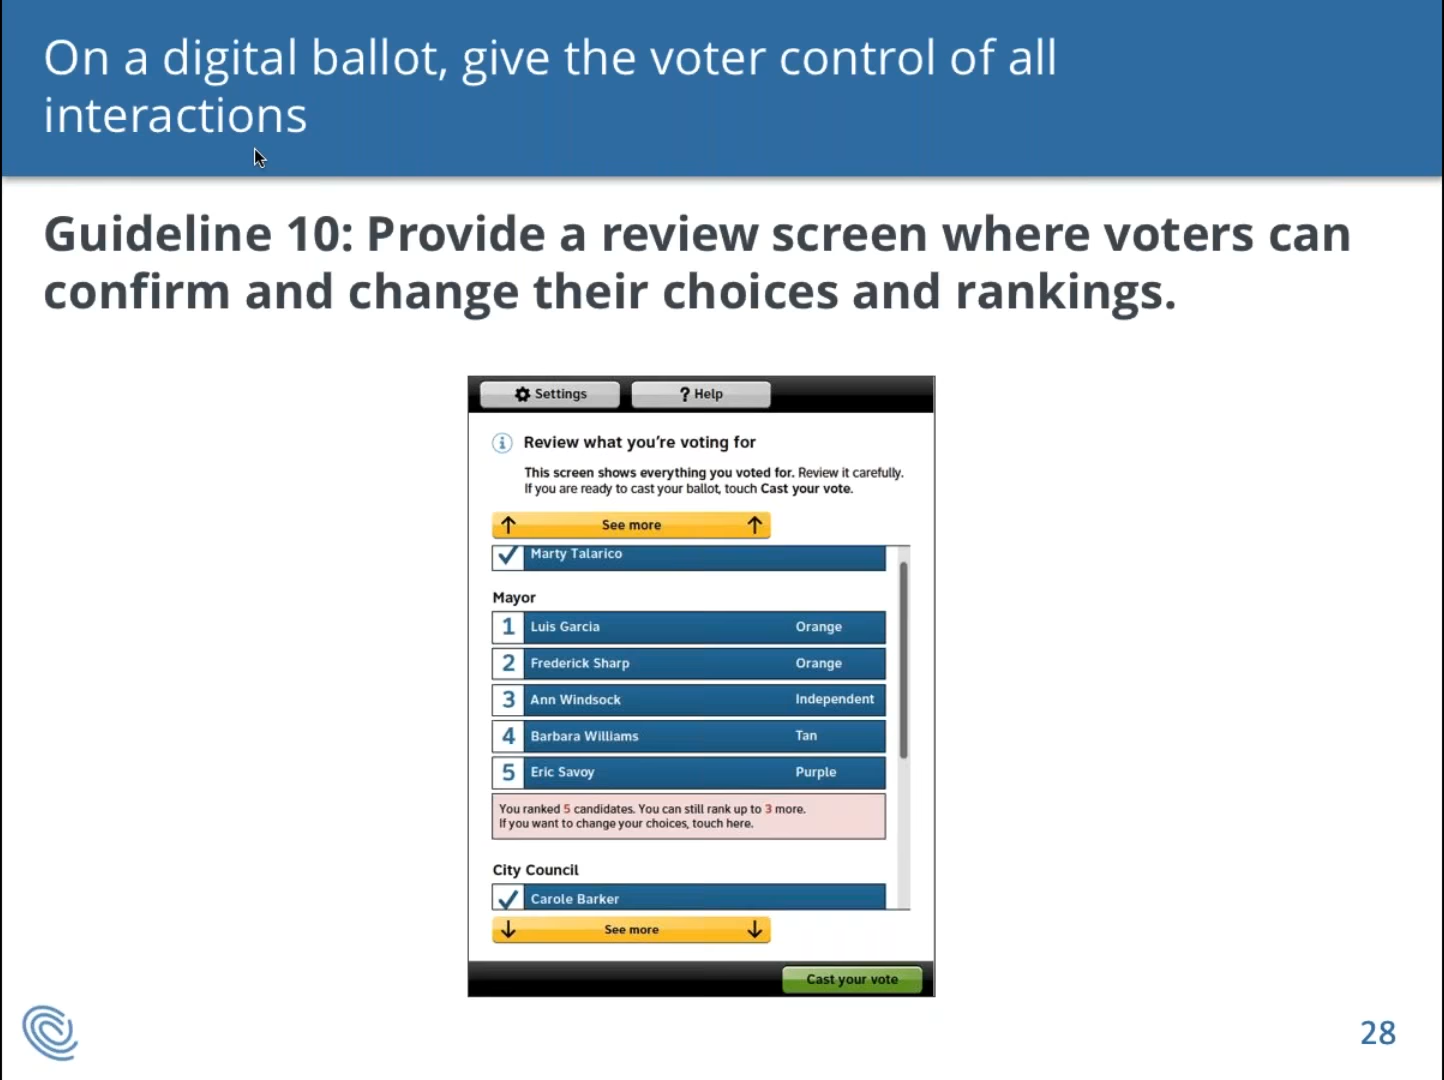 On a digital ballot, give the voter control of all
interactions
Guideline 10: Provide a review screen where voters can
confirm and change their choices and rankings.
Settings
? Help
Review what you're voting for
This screen shows everything you voted for. Review it carefully.
If you are ready to cast your ballot, touch Cast your vote.
See more
Marty Talarico
Mayor
1 Luis Garcia Orange
2 Frederick Sharp Orange
3 Ann Windsock Independent
4 Barbara Williams Tan
5 Eric Savoy Purple
You ranked 5 candidates. You can still rank up to 3 more.
If you want to change your choices, touch here.
City Council
Carole Barker
See more
Cast your vote
28